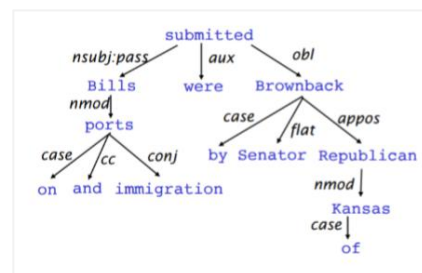 submitted
nsubj:pass aux obl
Bills were Brownback
nmod
ports case flat appos
case cc conj by Senator Republican
on and immigration nmod
Kansas
case
of